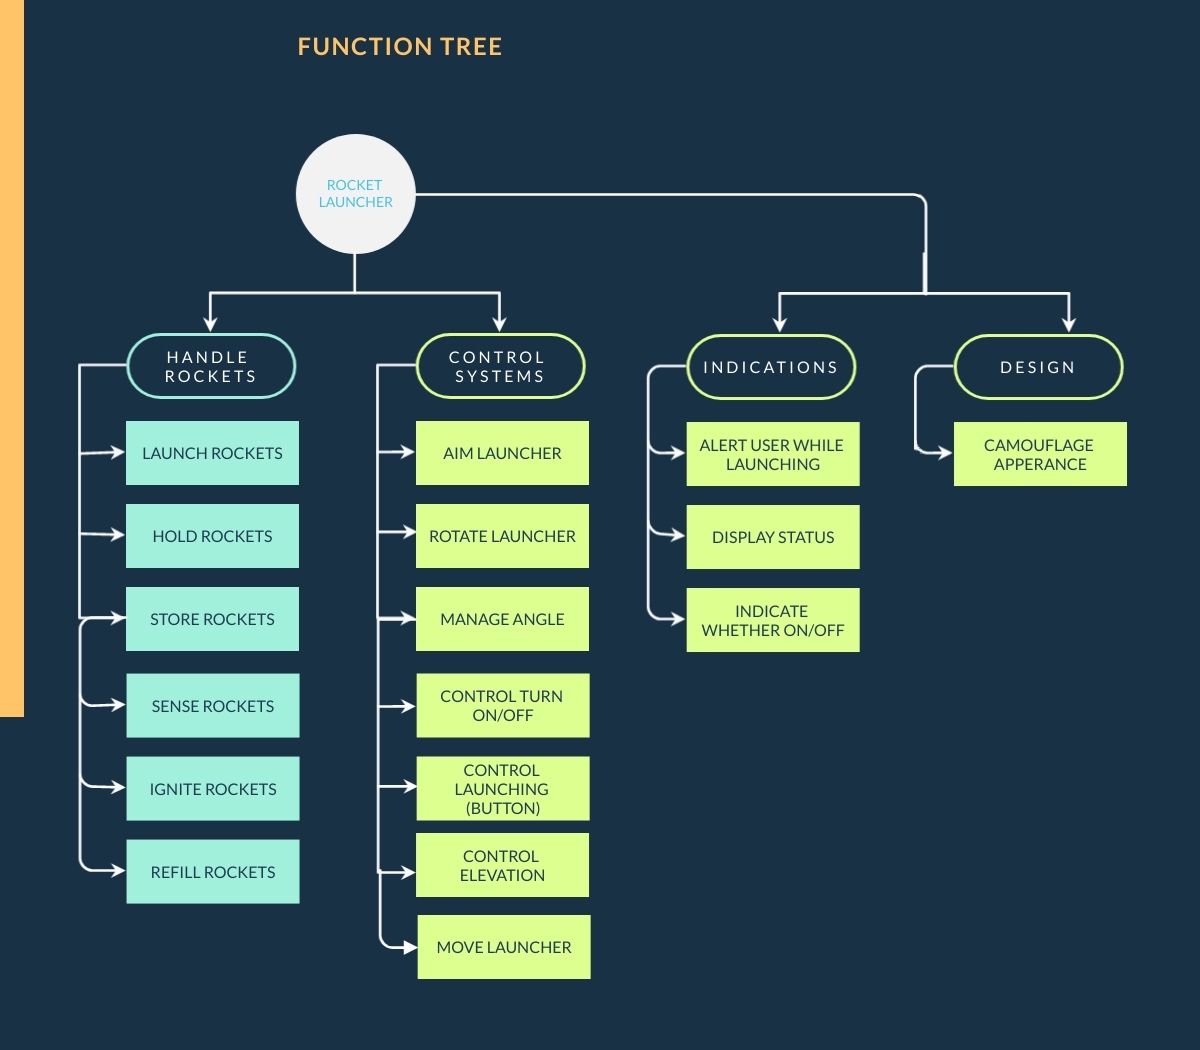 FUNCTION TREE
ROCKET
LAUNCHER
HANDLE
ROCKETS
LAUNCH ROCKETS
HOLD ROCKETS
STORE ROCKETS
SENSE ROCKETS
IGNITE ROCKETS
REFILL ROCKETS
CONTROL
SYSTEMS
AIM LAUNCHER
ROTATE LAUNCHER
MANAGE ANGLE
CONTROL TURN
ON/OFF
CONTROL
LAUNCHING
(BUTTON)
CONTROL
ELEVATION
MOVE LAUNCHER
INDICATIONS
ALERT USER WHILE
LAUNCHING
DISPLAY STATUS
INDICATE
WHETHER ON/OFF
DESIGN
CAMOUFLAGE
APPERANCE